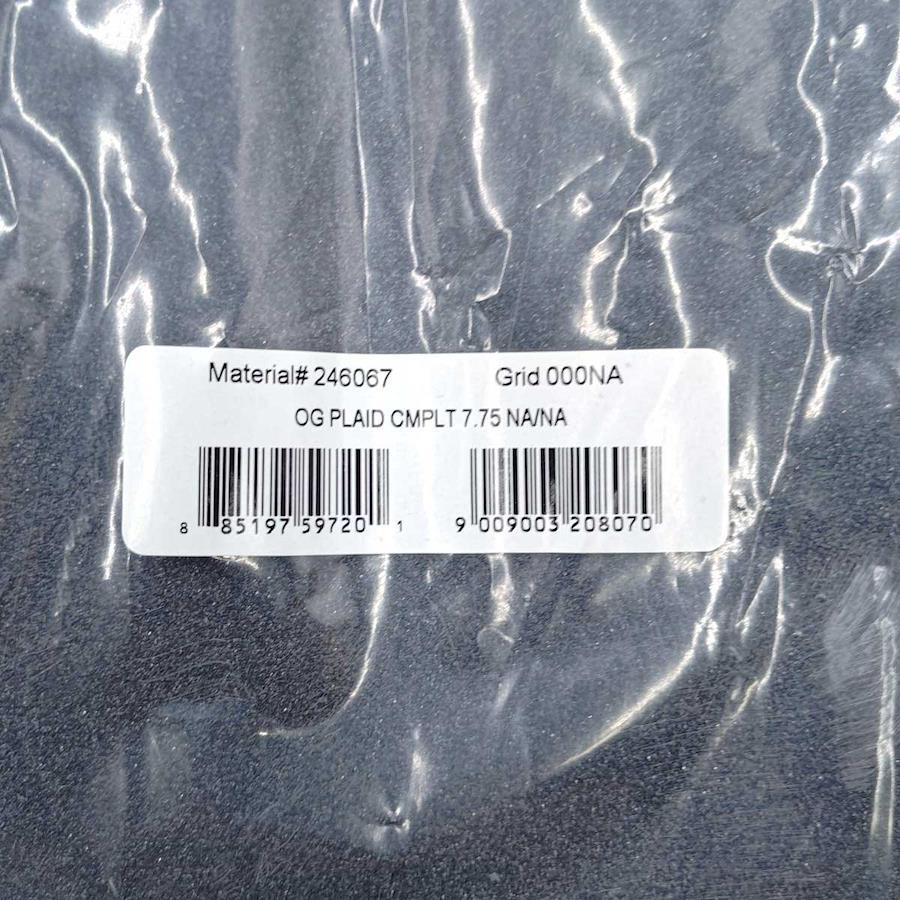 Material# 246067 Grid 000NA
OG PLAID CMPLT 7.75 NA/NA
8 85197 59720 1 9 009003 208070